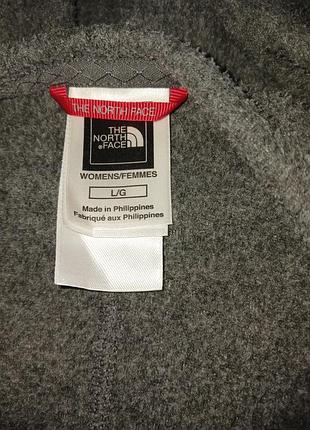 THE NORTH FACE
THE
NORTH
FACE
WOMENS/FEMMES
L/G
Made in Philippines
Fabriqué aux Philippines